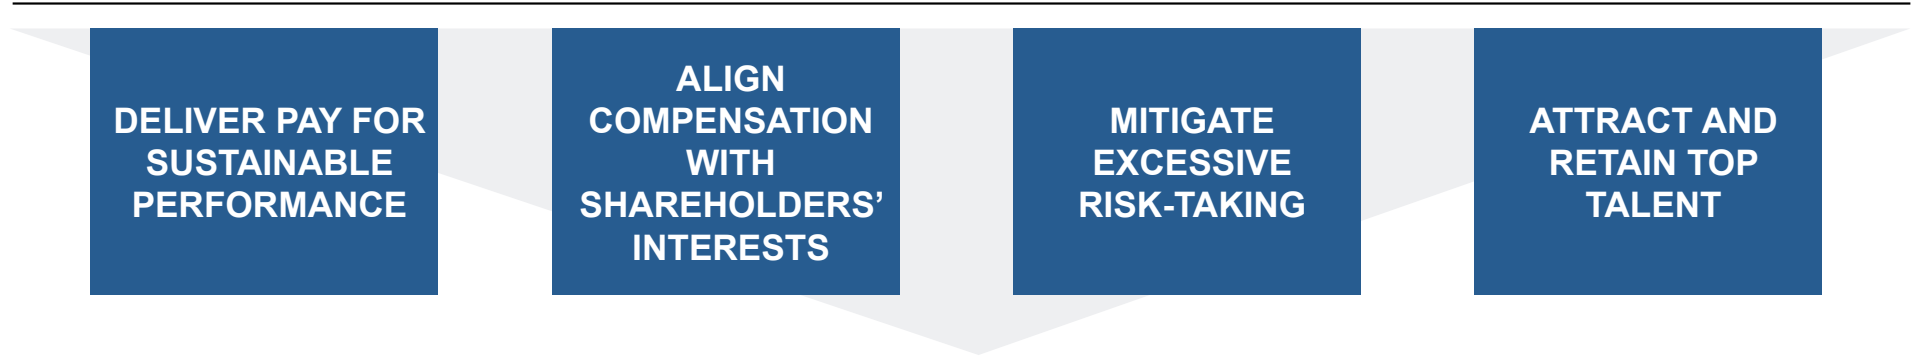 DELIVER PAY FOR
SUSTAINABLE
PERFORMANCE
ALIGN
COMPENSATION
WITH
SHAREHOLDERS’
INTERESTS
MITIGATE
EXCESSIVE
RISK-TAKING
ATTRACT AND
RETAIN TOP
TALENT